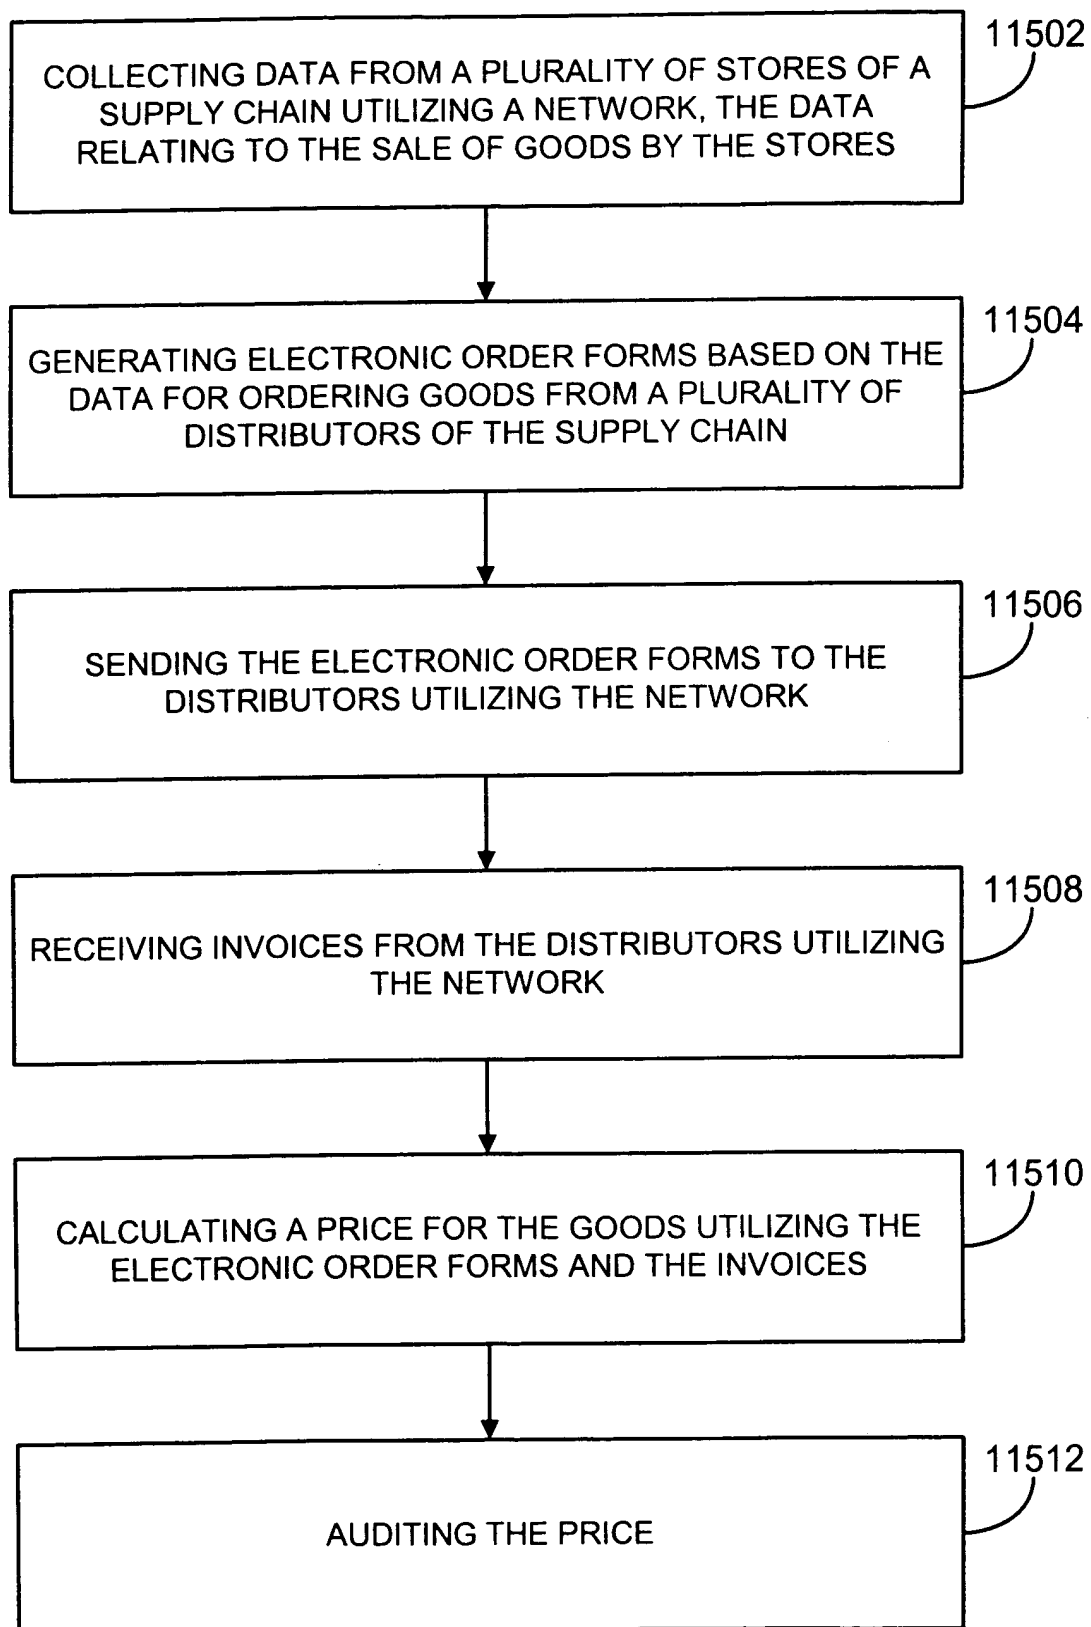 11502
COLLECTING DATA FROM A PLURALITY OF STORES OF A
SUPPLY CHAIN UTILIZING A NETWORK, THE DATA
RELATING TO THE SALE OF GOODS BY THE STORES
11504
GENERATING ELECTRONIC ORDER FORMS BASED ON THE
DATA FOR ORDERING GOODS FROM A PLURALITY OF
DISTRIBUTORS OF THE SUPPLY CHAIN
11506
SENDING THE ELECTRONIC ORDER FORMS TO THE
DISTRIBUTORS UTILIZING THE NETWORK
11508
RECEIVING INVOICES FROM THE DISTRIBUTORS UTILIZING
THE NETWORK
11510
CALCULATING A PRICE FOR THE GOODS UTILIZING THE
ELECTRONIC ORDER FORMS AND THE INVOICES
11512
AUDITING THE PRICE